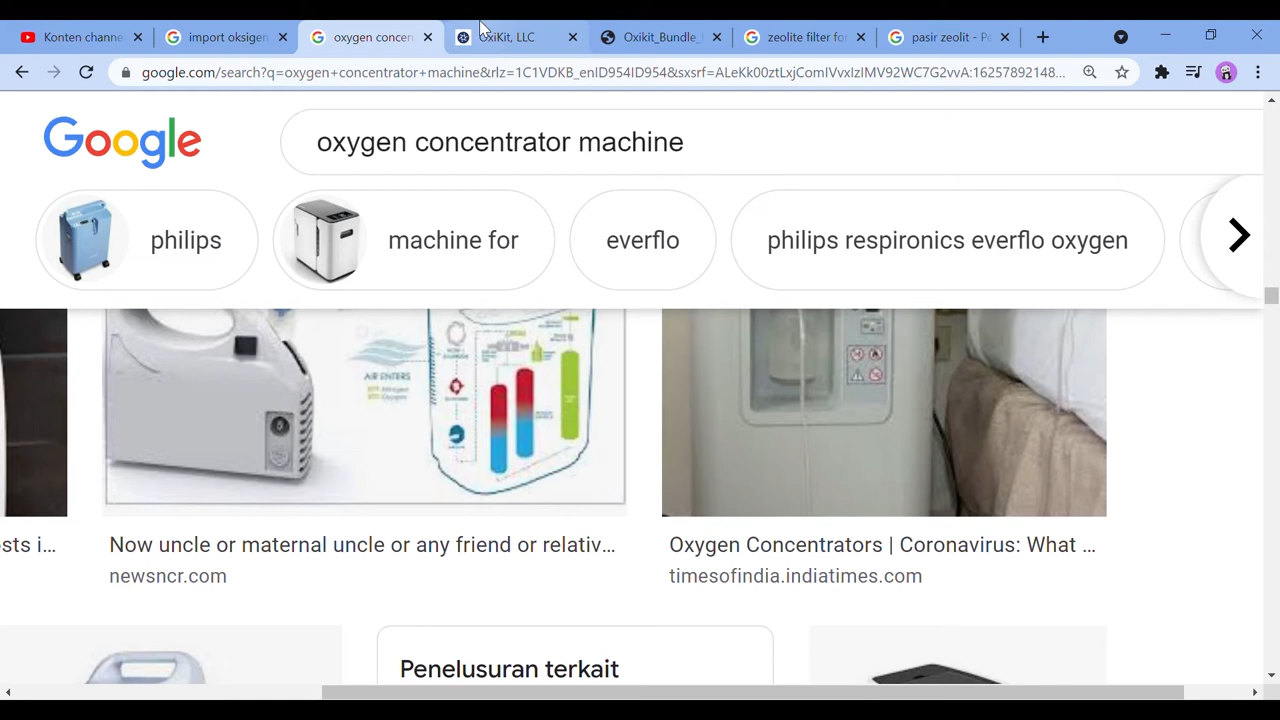 Konten channe
import oksigen
oxygen concen
OxiKit, LLC
Oxikit_Bundle_
zeolite filter for
pasir zeolit - Pe
google.com/search?q=oxygen+concentrator+machine&rlz=1C1VDKB_enID954ID954&sxsrf=ALeKk00ztLxjComIVvxIzIMV92WC7G2vwA:16257892148...
Google
oxygen concentrator machine
philips
machine for
everflo
philips respironics everflo oxygen
AIR ENTERS
sts i...
Now uncle or maternal uncle or any friend or relativ...
Oxygen Concentrators | Coronavirus: What ...
newsncr.com
timesofindia.indiatimes.com
Penelusuran terkait